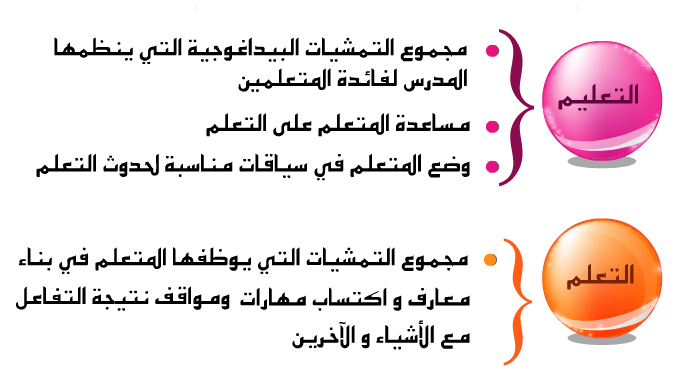 التعليم
مجموع التمشيات البيداغوجية التي ينظمها
المدرس لفائدة المتعلمين
مساعدة المتعلم على التعلم
وضع المتعلم في سياقات مناسبة لحدوث التعلم
التعلم
مجموع التمشيات التي يوظفها المتعلم في بناء
معارف و اكتساب مهارات ومواقف نتيجة التفاعل
مع الأشياء و الآخرين